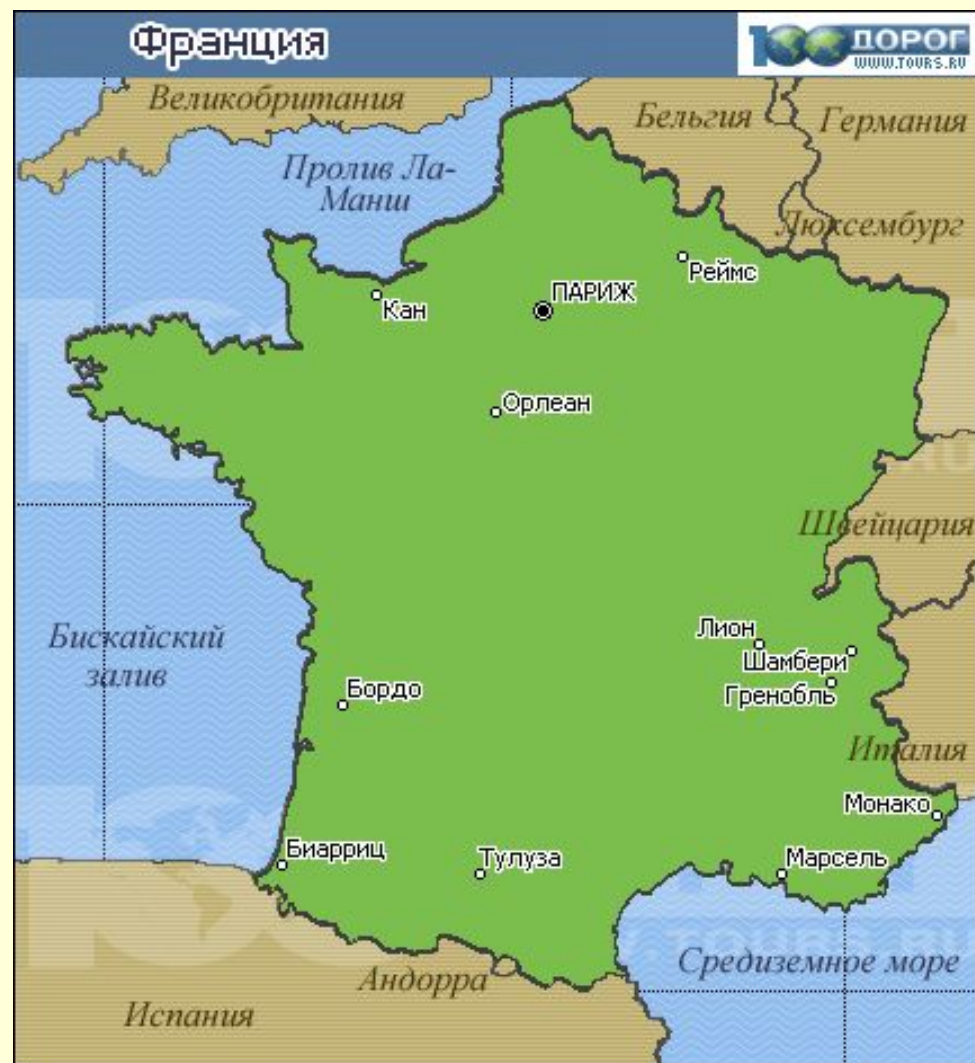 Франция
100 ДОРОГ
WWW.TOURS.RU
Великобритания
Бельгия
Германия
Пролив Ла-
Манш
Люксембург
Реймс
ПАРИЖ
Кан
Орлеан
Швейцария
Бискайский
залив
Лион
Шамбери
Гренобль
Бордо
Италия
Монако
Биарриц
Тулуза
Марсель
Средиземное море
Андорра
Испания